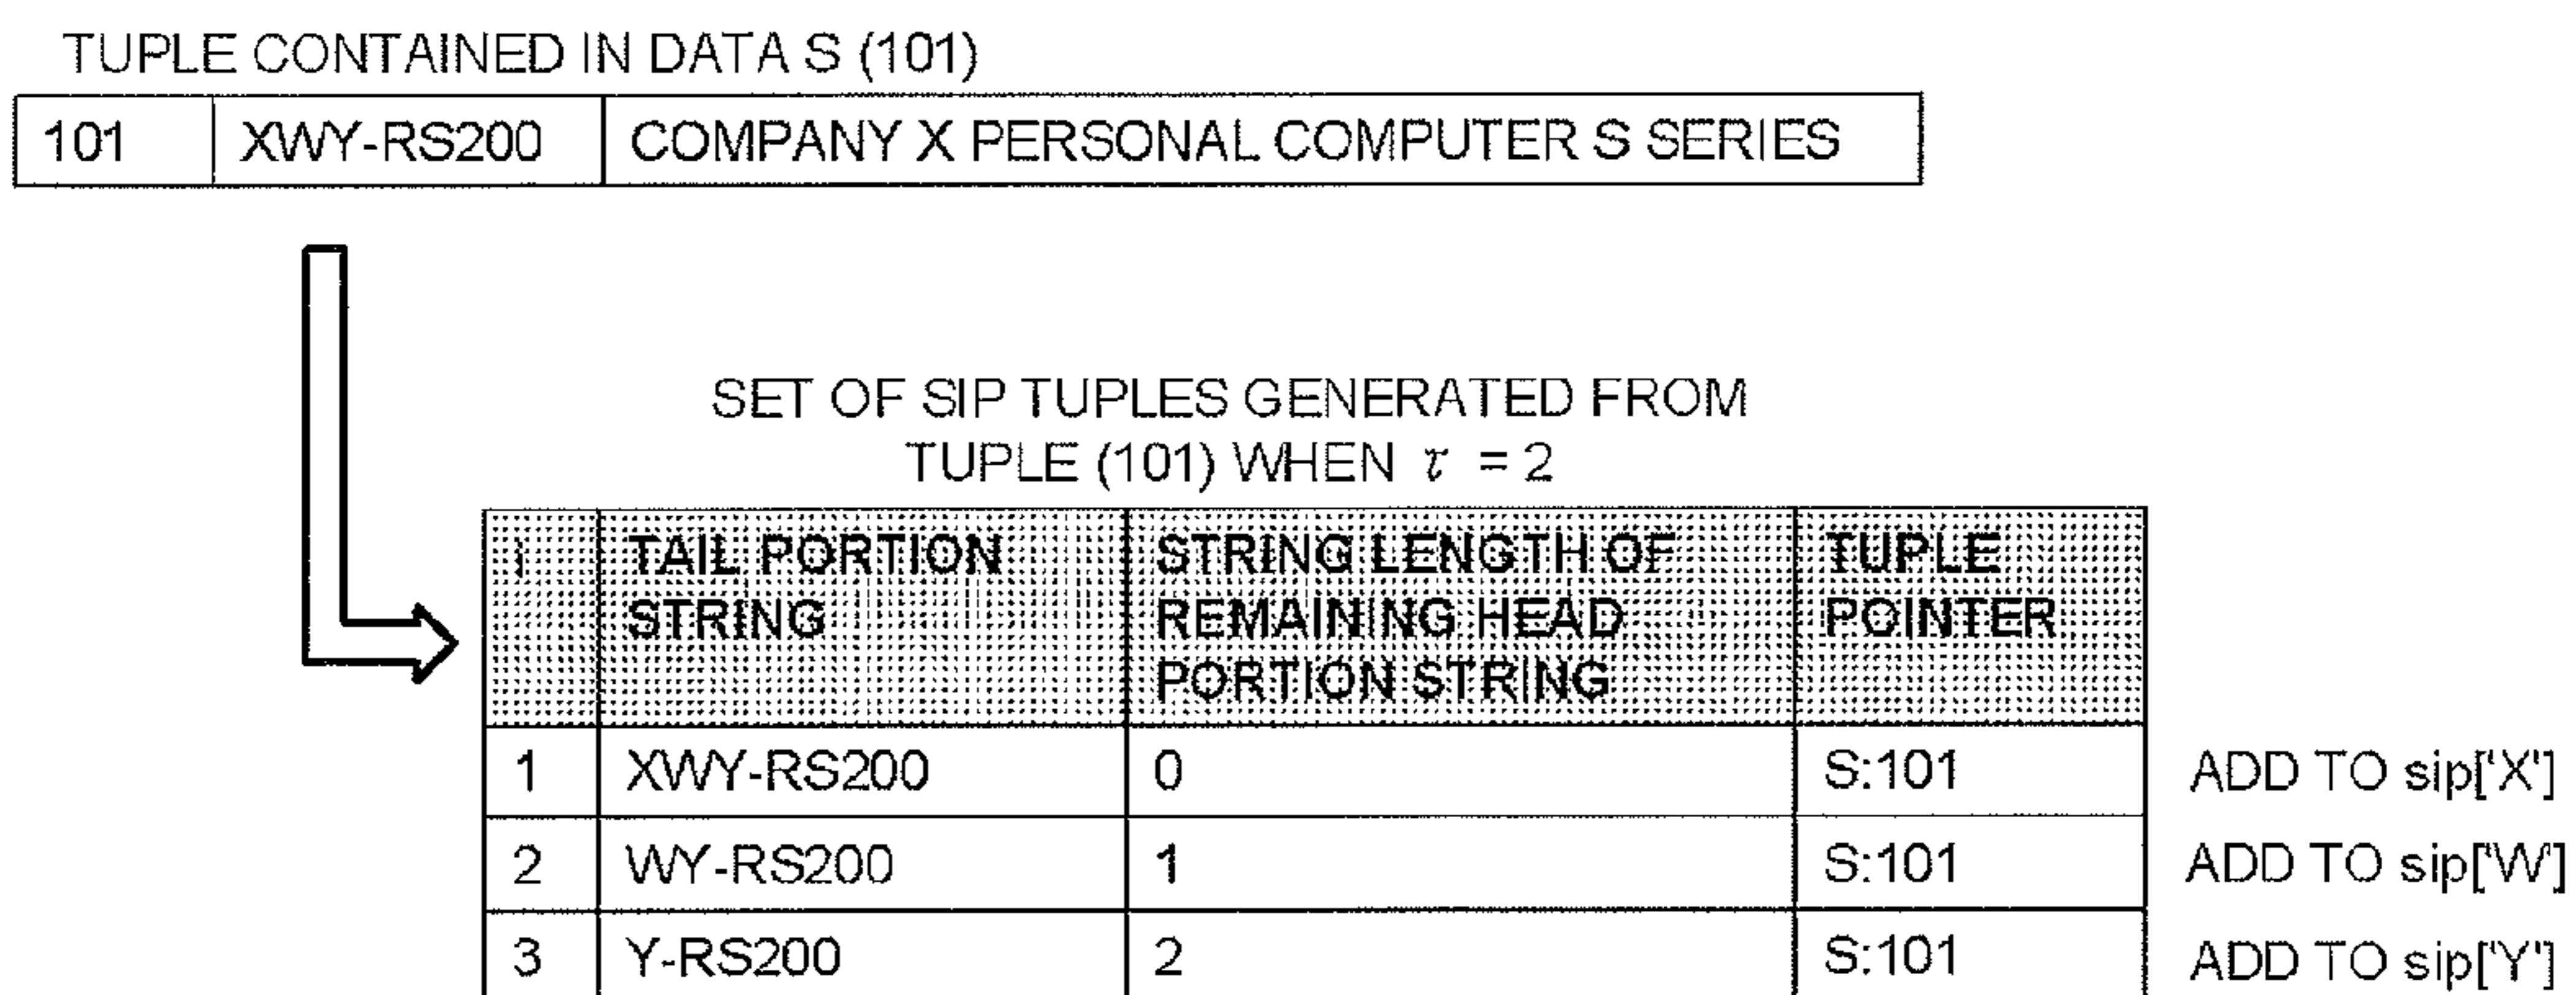 TUPLE CONTAINED IN DATA S (101)
101 XWY-RS200 COMPANY X PERSONAL COMPUTER S SERIES
SET OF SIP TUPLES GENERATED FROM
TUPLE (101) WHEN τ = 2
i TAIL PORTION STRING STRING LENGTH OF REMAINING HEAD PORTION STRING TUPLE POINTER
1 XWY-RS200 0 S:101 ADD TO sip['X']
2 WY-RS200 1 S:101 ADD TO sip['W']
3 Y-RS200 2 S:101 ADD TO sip['Y']